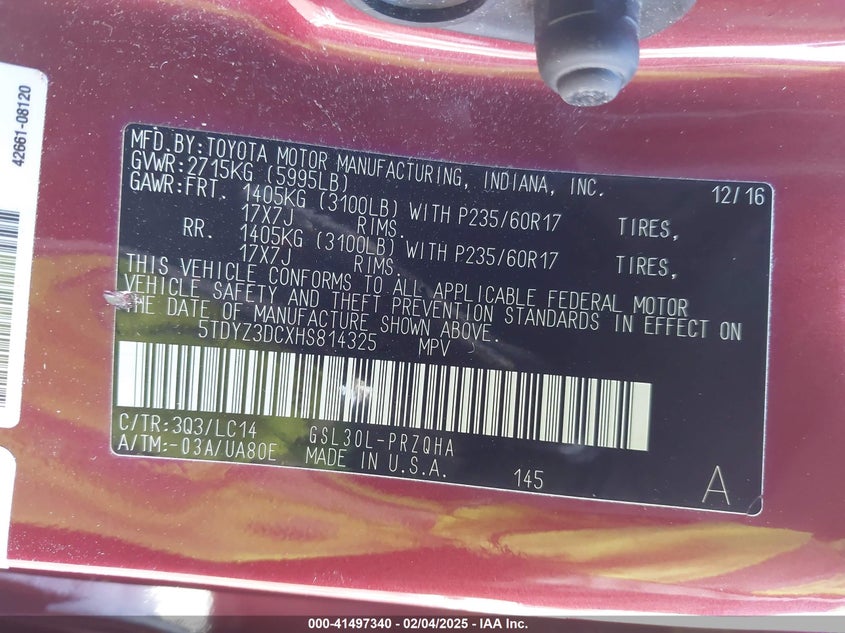 42661-08120
MFD.BY:TOYOTA MOTOR MANUFACTURING, INDIANA, INC. 12/16
GVWR:2715KG (5995LB)
GAWR:FRT. 1405KG (3100LB) WITH P235/60R17 TIRES,
17X7J RIMS.
RR. 1405KG (3100LB) WITH P235/60R17 TIRES,
17X7J RIMS.
THIS VEHICLE CONFORMS TO ALL APPLICABLE FEDERAL MOTOR
VEHICLE SAFETY AND THEFT PREVENTION STANDARDS IN EFFECT ON
THE DATE OF MANUFACTURE SHOWN ABOVE.
5TDYZ3DCXHS814325 MPV
C/TR:3Q3/LC14 GSL30L-PRZQHA
A/TM:-03A/UA80E MADE IN U.S.A. 145 A
000-41497340 - 02/04/2025 - IAA Inc.